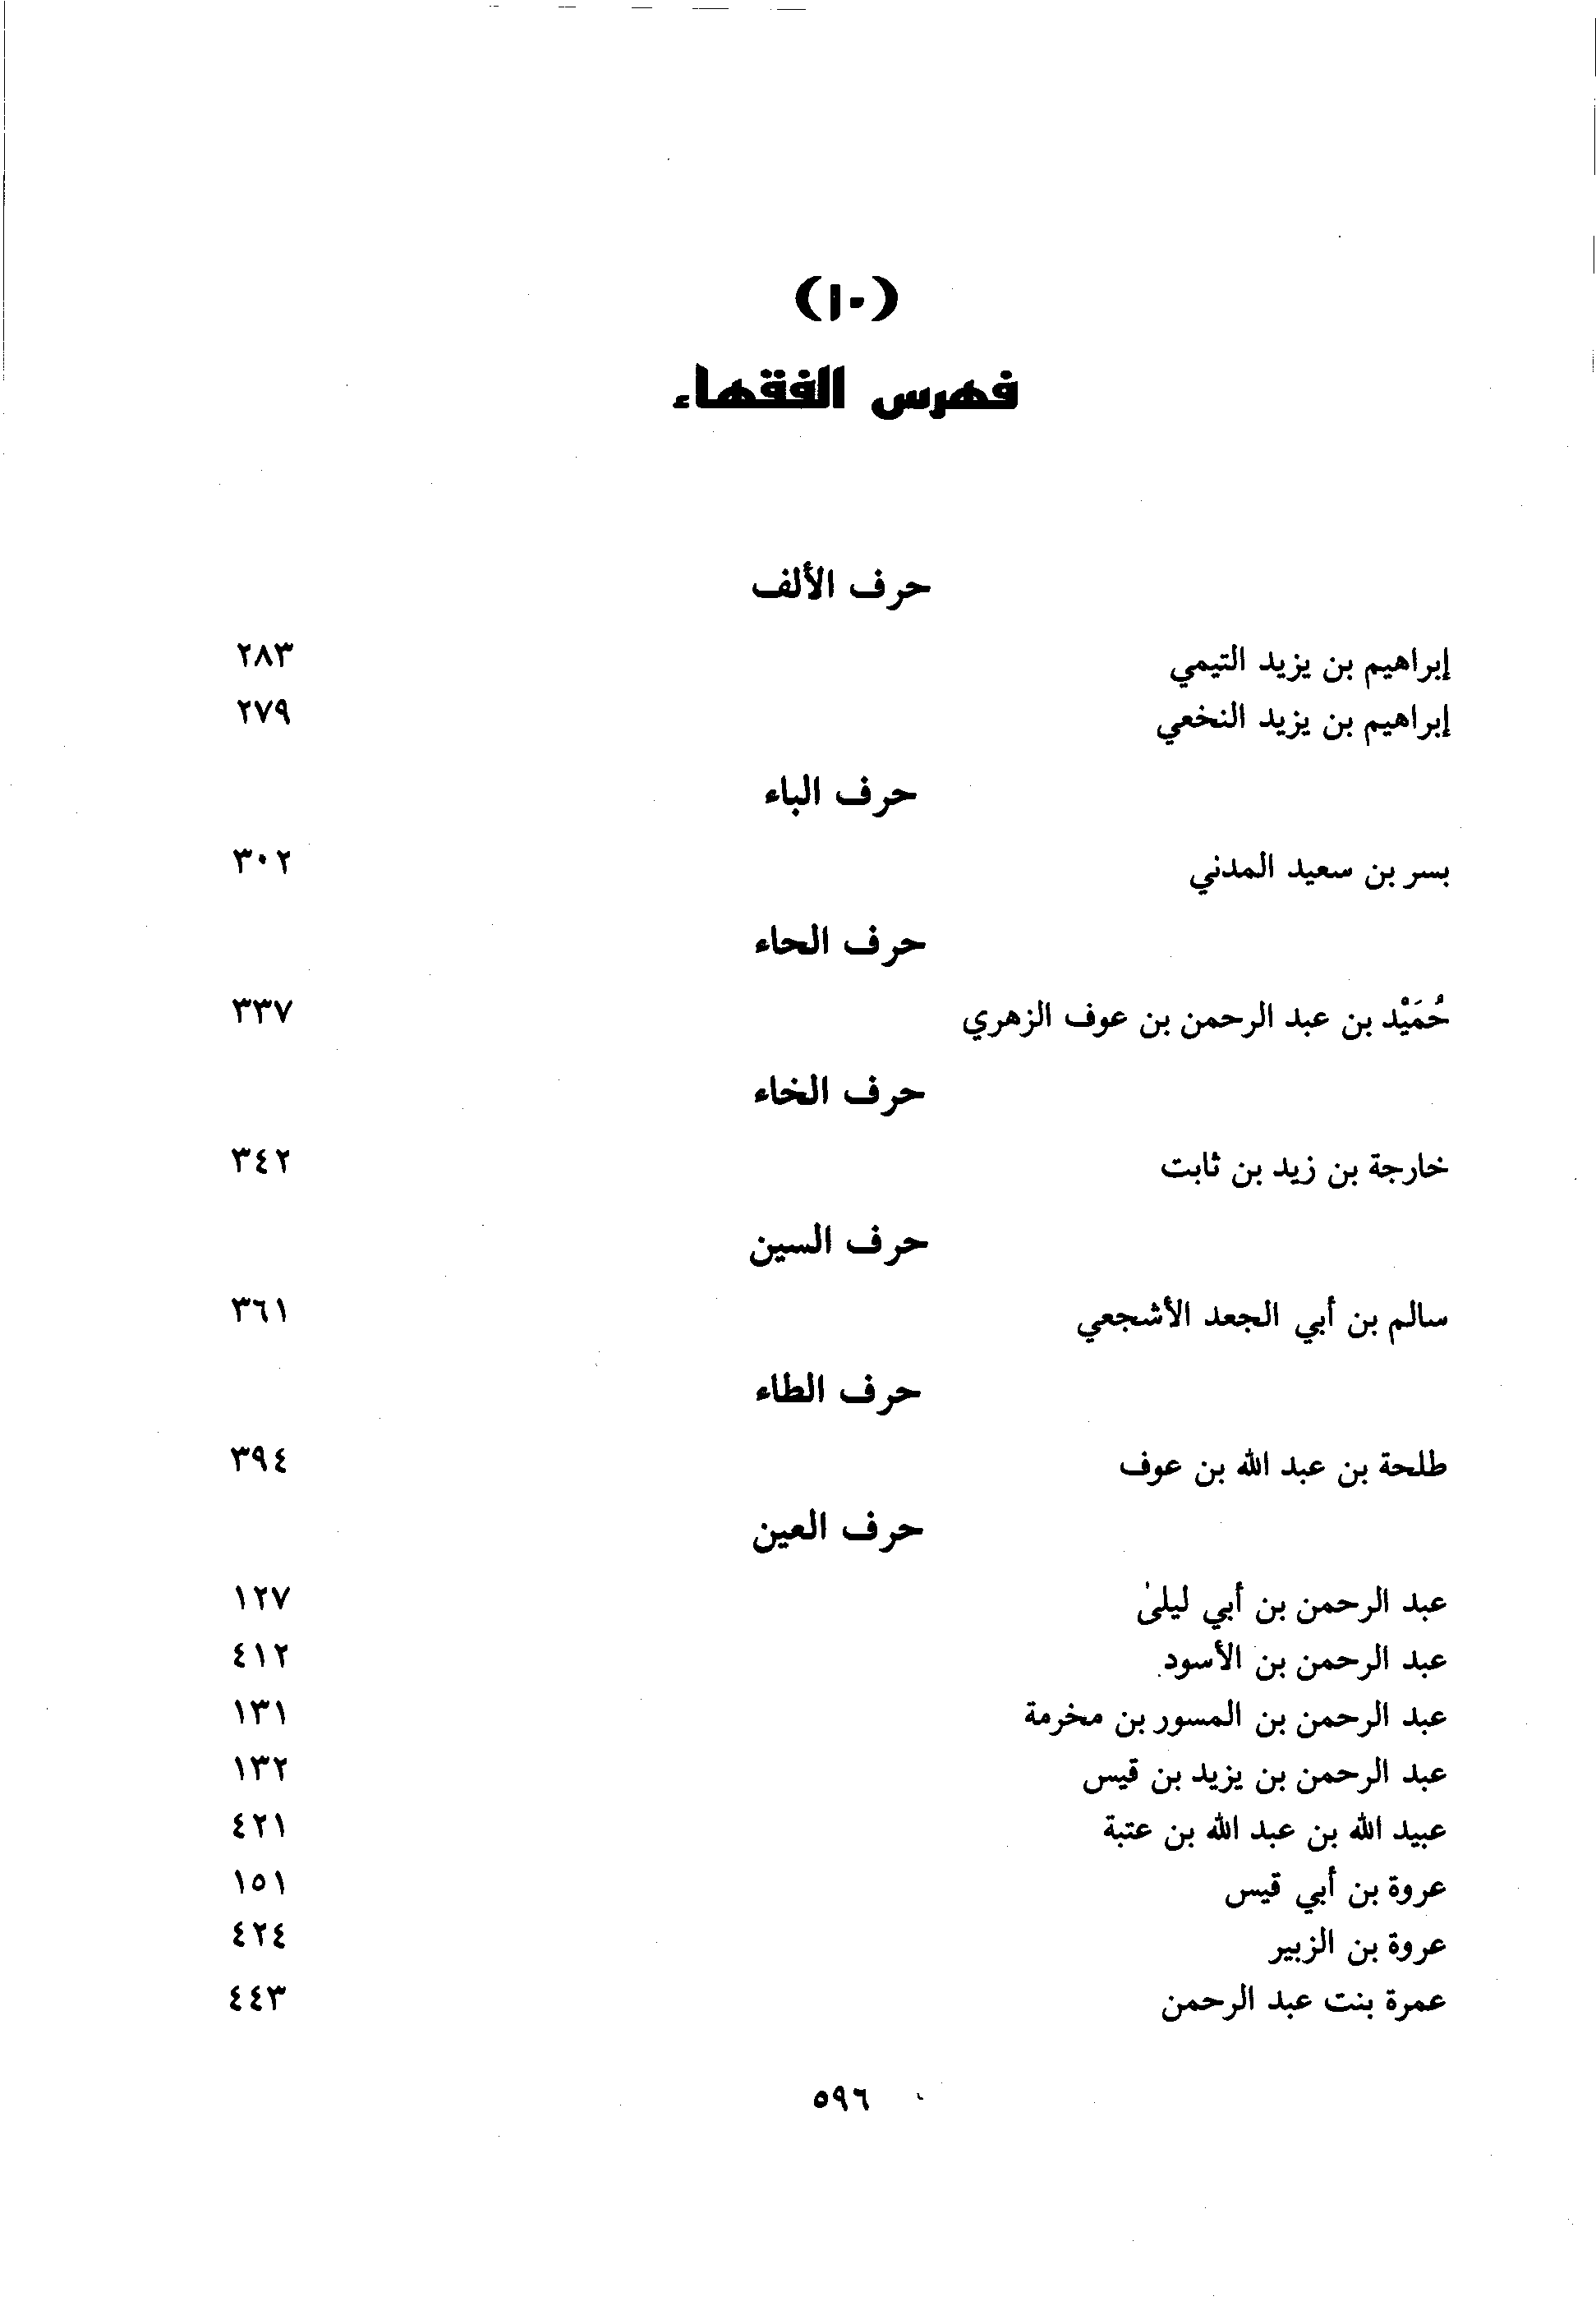 (١٠)
فهرس الفقهاء
حرف الألف
إبراهيم بن يزيد التيمي ٢٨٣
إبراهيم بن يزيد النخعي ٢٧٩
حرف الباء
بسر بن سعيد المدني ٣٠٢
حرف الحاء
حُمَيْد بن عبد الرحمن بن عوف الزهري ٣٣٧
حرف الخاء
خارجة بن زيد بن ثابت ٣٤٢
حرف السين
سالم بن أبي الجعد الأشجعي ٣٦١
حرف الطاء
طلحة بن عبد الله بن عوف ٣٩٤
حرف العين
عبد الرحمن بن أبي ليلىٰ ١٢٧
عبد الرحمن بن الأسود ٤١٢
عبد الرحمن بن المسور بن مخرمة ١٣١
عبد الرحمن بن يزيد بن قيس ١٣٢
عبيد الله بن عبد الله بن عتبة ٤٢١
عروة بن أبي قيس ١٥١
عروة بن الزبير ٤٢٤
عمرة بنت عبد الرحمن ٤٤٣
٥٩٦